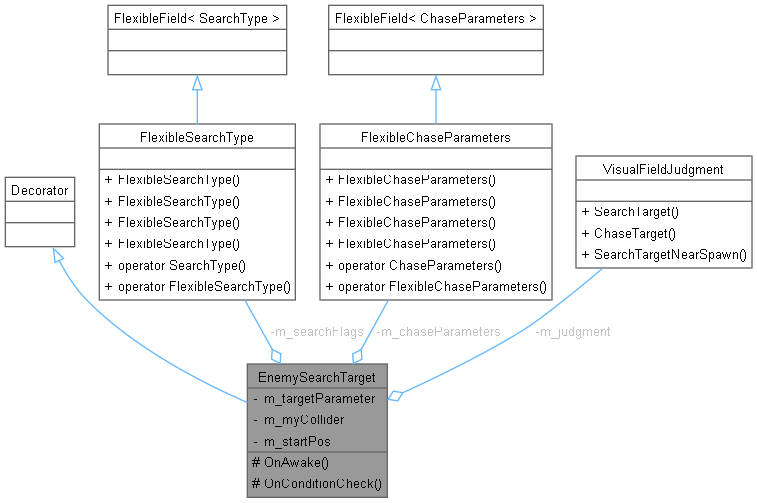 FlexibleField< SearchType >
FlexibleField< ChaseParameters >
FlexibleSearchType
+ FlexibleSearchType()
+ FlexibleSearchType()
+ FlexibleSearchType()
+ FlexibleSearchType()
+ operator SearchType()
+ operator FlexibleSearchType()
FlexibleChaseParameters
+ FlexibleChaseParameters()
+ FlexibleChaseParameters()
+ FlexibleChaseParameters()
+ FlexibleChaseParameters()
+ operator ChaseParameters()
+ operator FlexibleChaseParameters()
VisualFieldJudgment
+ SearchTarget()
+ ChaseTarget()
+ SearchTargetNearSpawn()
Decorator
-m_searchFlags
-m_chaseParameters
-m_judgment
EnemySearchTarget
- m_targetParameter
- m_myCollider
- m_startPos
# OnAwake()
# OnConditionCheck()